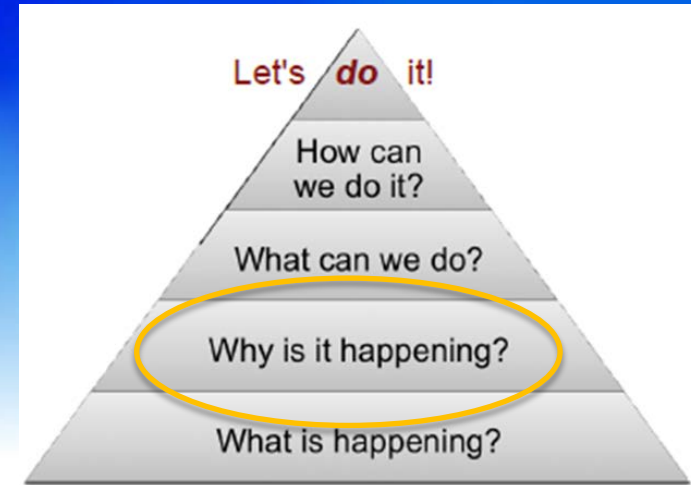 Let's do it!
How can
we do it?
What can we do?
Why is it happening?
What is happening?